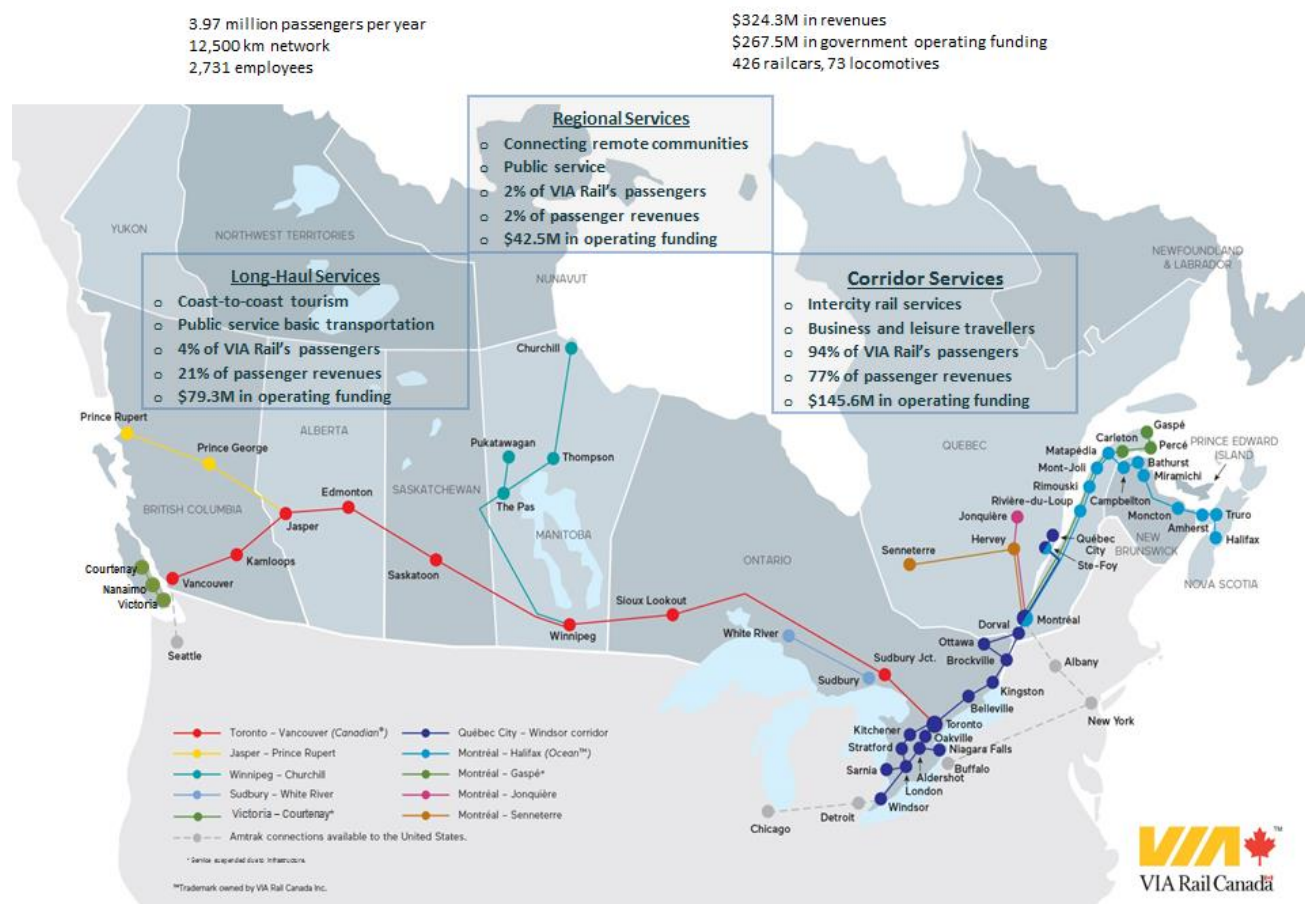 3.97 million passengers per year
12,500 km network
2,731 employees
$324.3M in revenues
$267.5M in government operating funding
426 railcars, 73 locomotives
Regional Services
o Connecting remote communities
o Public service
o 2% of VIA Rail's passengers
o 2% of passenger revenues
o $42.5M in operating funding
Long-Haul Services
o Coast-to-coast tourism
o Public service basic transportation
o 4% of VIA Rail's passengers
o 21% of passenger revenues
o $79.3M in operating funding
Corridor Services
o Intercity rail services
o Business and leisure travellers
o 94% of VIA Rail's passengers
o 77% of passenger revenues
o $145.6M in operating funding
YUKON
NORTHWEST TERRITORIES
NUNAVUT
NEWFOUNDLAND
& LABRADOR
BRITISH COLUMBIA
ALBERTA
SASKATCHEWAN
MANITOBA
ONTARIO
QUEBEC
PRINCE EDWARD
ISLAND
NEW
BRUNSWICK
NOVA SCOTIA
Prince Rupert
Prince George
Jasper
Edmonton
Kamloops
Vancouver
Courtenay
Nanaimo
Victoria
Seattle
Saskatoon
Churchill
Pukatawagan
Thompson
The Pas
Winnipeg
Sioux Lookout
White River
Sudbury
Sudbury Jct.
Senneterre
Jonquière
Hervey
Gaspé
Carleton
Percé
Matapédia
Mont-Joli
Rimouski
Rivière-du-Loup
Bathurst
Miramichi
Campbellton
Moncton
Amherst
Truro
Halifax
Québec
City
Ste-Foy
Montréal
Dorval
Ottawa
Brockville
Kingston
Belleville
Toronto
Oakville
Kitchener
Stratford
Sarnia
Niagara Falls
Aldershot
London
Windsor
Buffalo
Albany
New York
Detroit
Chicago
Toronto – Vancouver (Canadian®)
Jasper – Prince Rupert
Winnipeg – Churchill
Sudbury – White River
Victoria – Courtenay*
Québec City – Windsor corridor
Montréal – Halifax (Ocean™)
Montréal – Gaspé*
Montréal – Jonquière
Montréal – Senneterre
Amtrak connections available to the United States.
* Service suspended due to infrastructure.
™Trademark owned by VIA Rail Canada Inc.
VIA ™
VIA Rail Canada